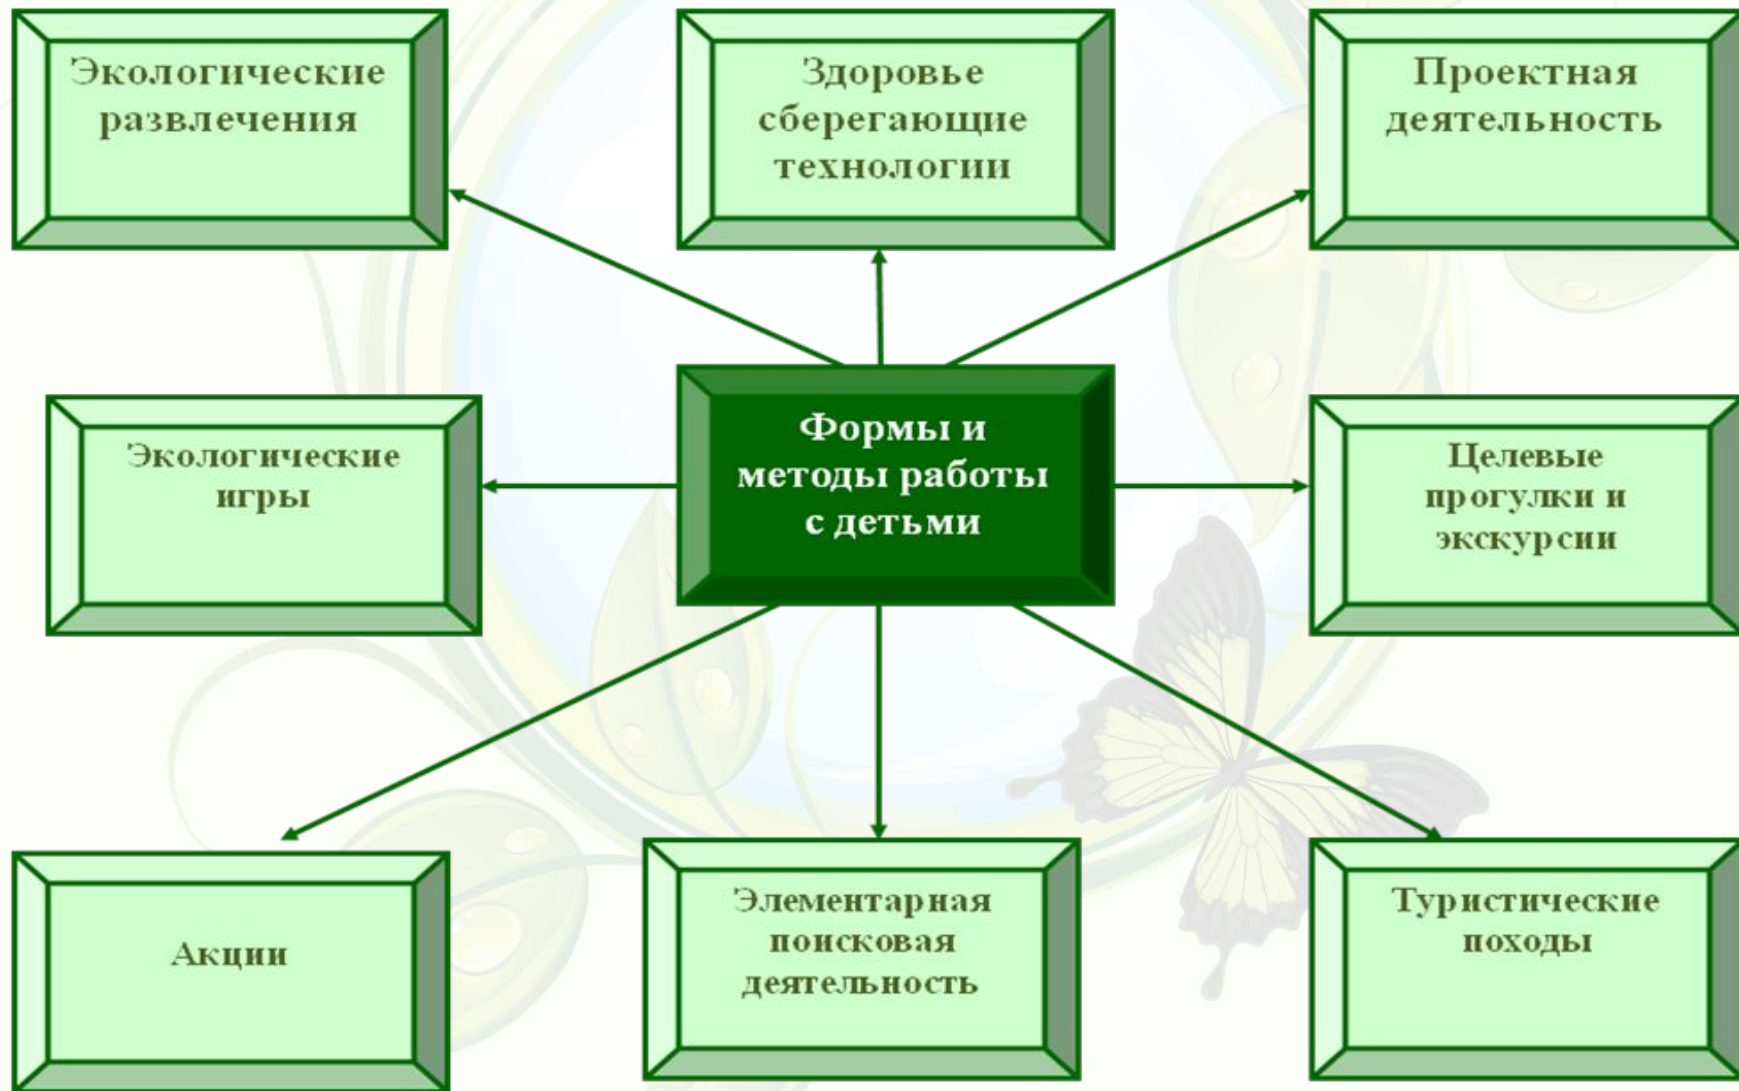 Экологические
развлечения
Здоровье
сберегающие
технологии
Проектная
деятельность
Экологические
игры
Формы и
методы работы
с детьми
Целевые
прогулки и
экскурсии
Акции
Элементарная
поисковая
деятельность
Туристические
походы